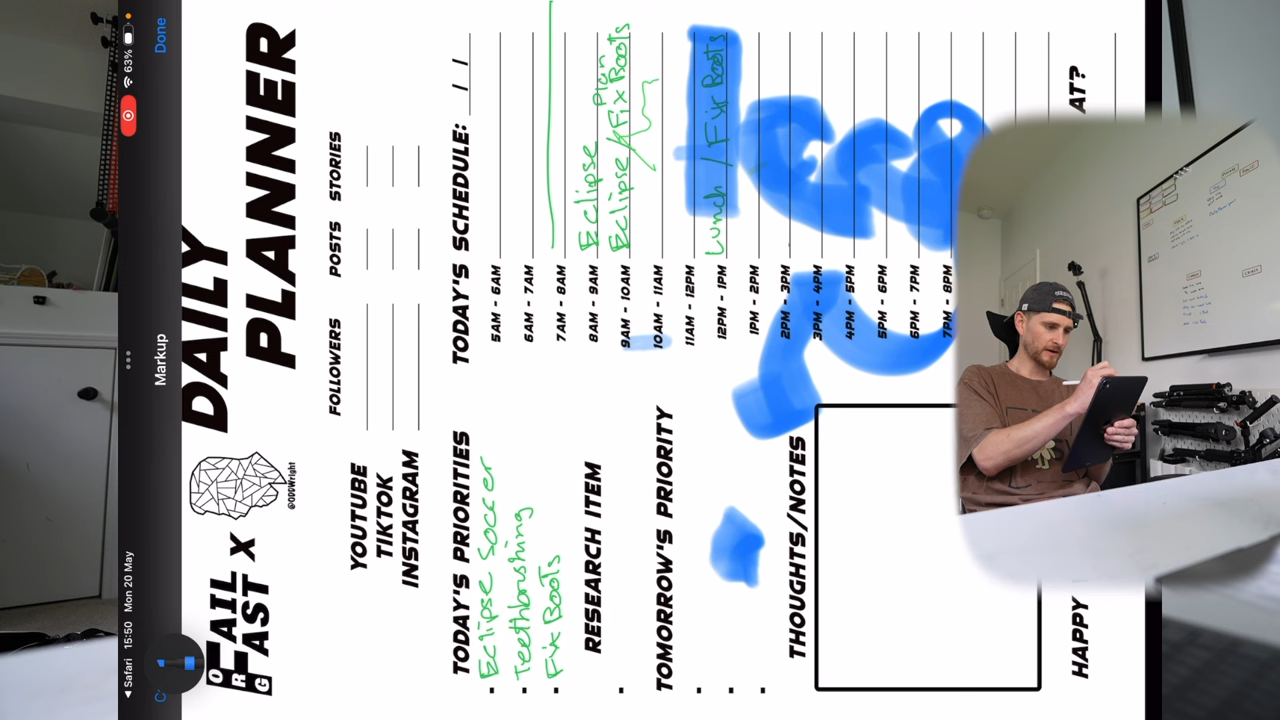 Safari 15:50 Mon 20 May
63%
Markup
Done
FAIL
FAST X
ORG
DAILY
PLANNER
@000Wright
FOLLOWERS POSTS STORIES
YOUTUBE
TIKTOK
INSTAGRAM
TODAY'S PRIORITIES
Eclipse Soccer
Teethbrushing
Fix Boots
RESEARCH ITEM
TOMORROW'S PRIORITY
THOUGHTS/NOTES
HAPPY
AT?
TODAY'S SCHEDULE: / /
5AM - 6AM
6AM - 7AM
7AM - 8AM
8AM - 9AM Eclipse Plan
9AM - 10AM Eclipse/Fix Boots
10AM - 11AM
11AM - 12PM
12PM - 1PM Lunch / Fix Boots
1PM - 2PM
2PM - 3PM
3PM - 4PM
4PM - 5PM
5PM - 6PM
6PM - 7PM
7PM - 8PM